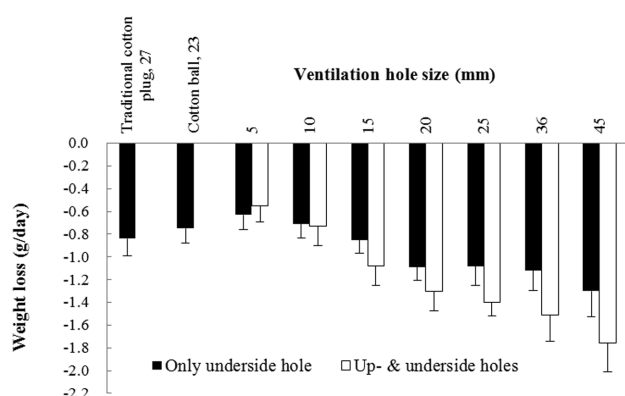 Traditional cotton
plug, 27
Cotton ball, 23
Ventilation hole size (mm)
5
10
15
20
25
36
45
Weight loss (g/day)
0.0
-0.2
-0.4
-0.6
-0.8
-1.0
-1.2
-1.4
-1.6
-1.8
-2.0
-2.2
Only underside hole
Up- & underside holes